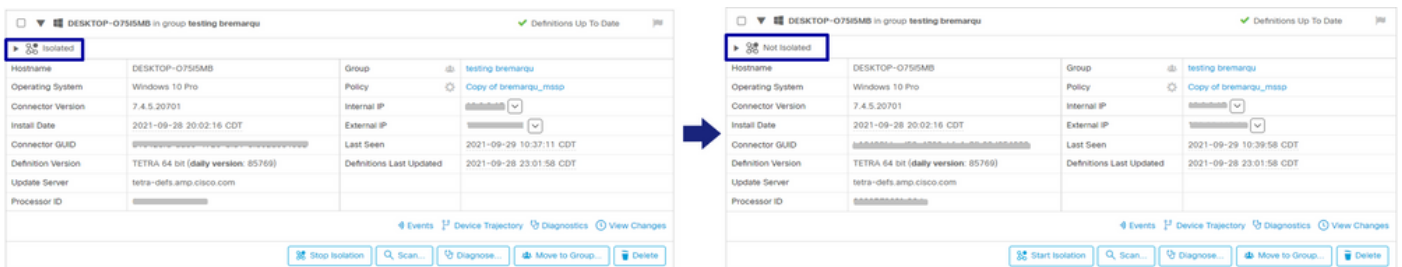 DESKTOP-O75I5MB in group testing bremarqu Definitions Up To Date
Isolated
Hostname DESKTOP-O75I5MB Group testing bremarqu
Operating System Windows 10 Pro Policy Copy of bremarqu_mssp
Connector Version 7.4.5.20701 Internal IP
Install Date 2021-09-28 20:02:16 CDT External IP
Connector GUID Last Seen 2021-09-29 10:37:11 CDT
Definition Version TETRA 64 bit (daily version: 85769) Definitions Last Updated 2021-09-28 23:01:58 CDT
Update Server tetra-defs.amp.cisco.com
Processor ID
Events Device Trajectory Diagnostics View Changes
Stop Isolation Scan... Diagnose... Move to Group... Delete
DESKTOP-O75I5MB in group testing bremarqu Definitions Up To Date
Not Isolated
Hostname DESKTOP-O75I5MB Group testing bremarqu
Operating System Windows 10 Pro Policy Copy of bremarqu_mssp
Connector Version 7.4.5.20701 Internal IP
Install Date 2021-09-28 20:02:16 CDT External IP
Connector GUID Last Seen 2021-09-29 10:39:58 CDT
Definition Version TETRA 64 bit (daily version: 85769) Definitions Last Updated 2021-09-28 23:01:58 CDT
Update Server tetra-defs.amp.cisco.com
Processor ID
Events Device Trajectory Diagnostics View Changes
Start Isolation Scan... Diagnose... Move to Group... Delete